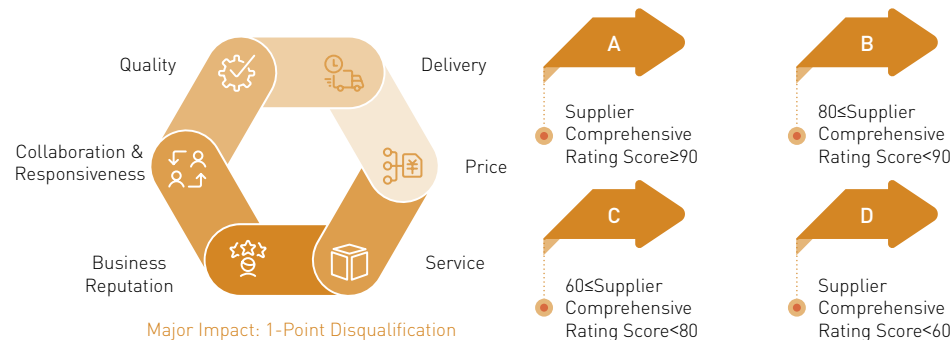 Quality
Delivery
Collaboration &
Responsiveness
Price
¥
Business
Reputation
Service
Major Impact: 1-Point Disqualification
A
Supplier
Comprehensive
Rating Score≥90
B
80≤Supplier
Comprehensive
Rating Score<90
C
60≤Supplier
Comprehensive
Rating Score<80
D
Supplier
Comprehensive
Rating Score<60